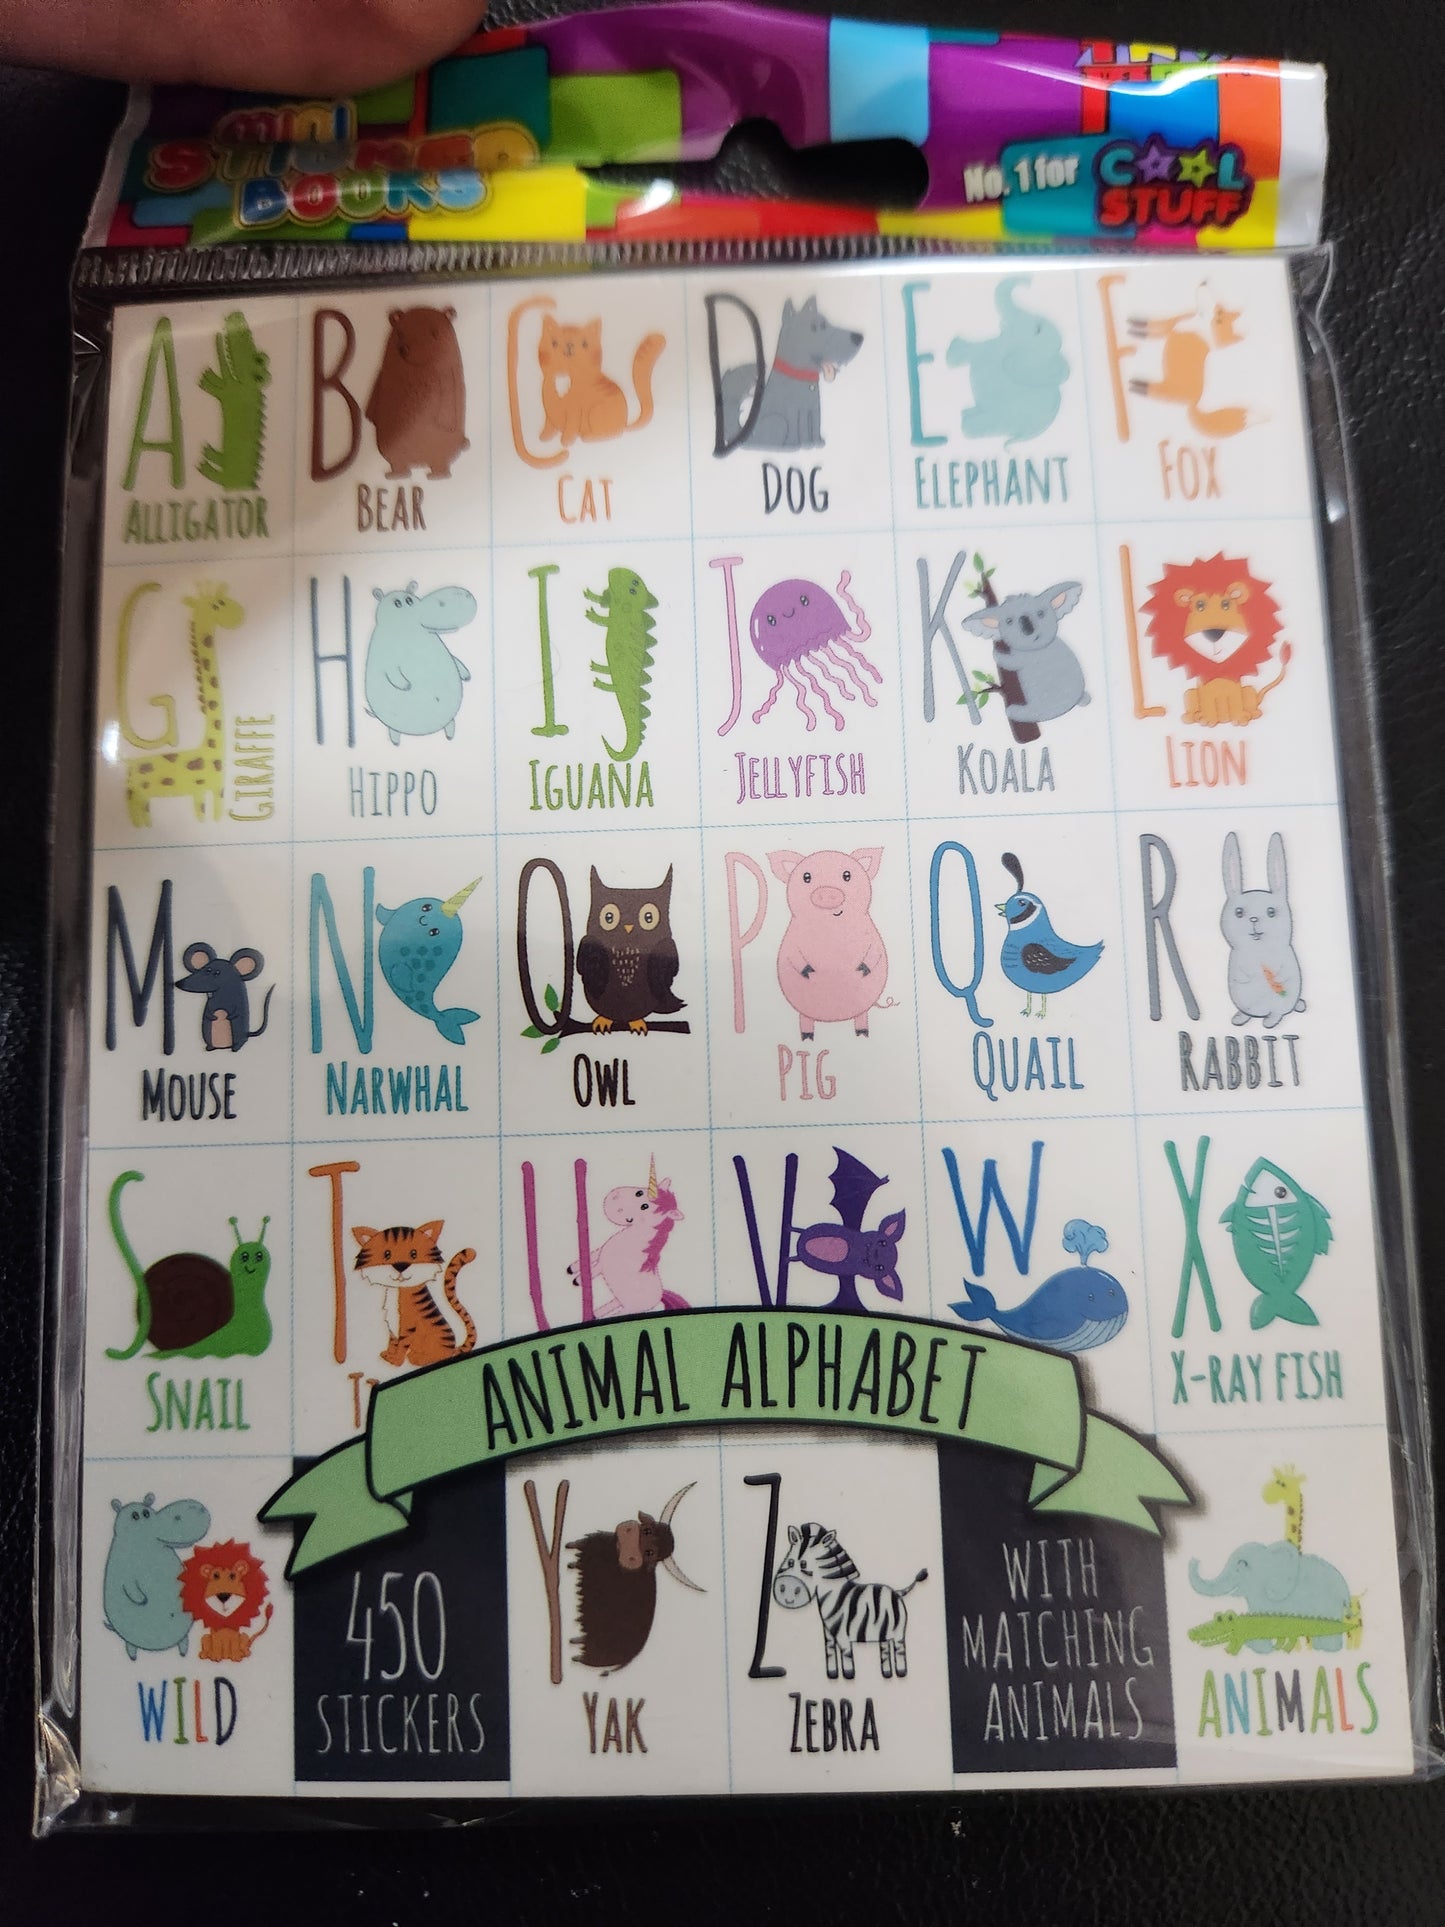 MINI
STICKER
BOOKS
No. 1 for
COOL
STUFF
A
ALLIGATOR
B
BEAR
C
CAT
D
DOG
E
ELEPHANT
F
FOX
G
GIRAFFE
H
HIPPO
I
IGUANA
J
JELLYFISH
K
KOALA
L
LION
M
MOUSE
N
NARWHAL
O
OWL
P
PIG
Q
QUAIL
R
RABBIT
S
SNAIL
T
U
V
W
X
X-RAY FISH
ANIMAL ALPHABET
WILD
450
STICKERS
Y
YAK
Z
ZEBRA
WITH
MATCHING
ANIMALS
ANIMALS